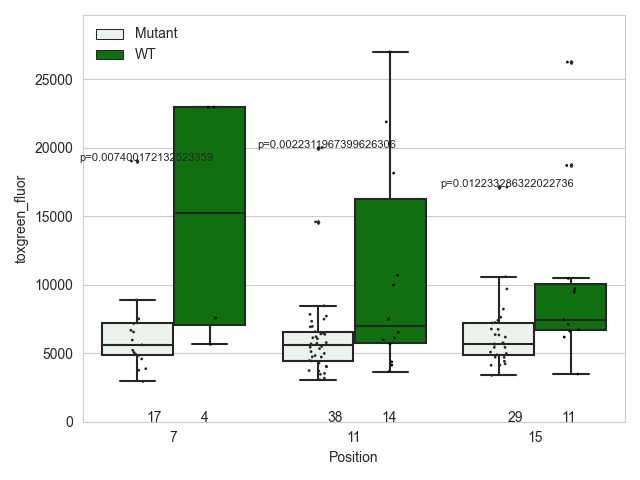 Mutant
WT
25000
20000
15000
10000
5000
0
toxgreen_fluor
p=0.007400172132523359
p=0.0022311967399626306
p=0.012233286322022736
17 4 38 14 29 11
7 11 15
Position